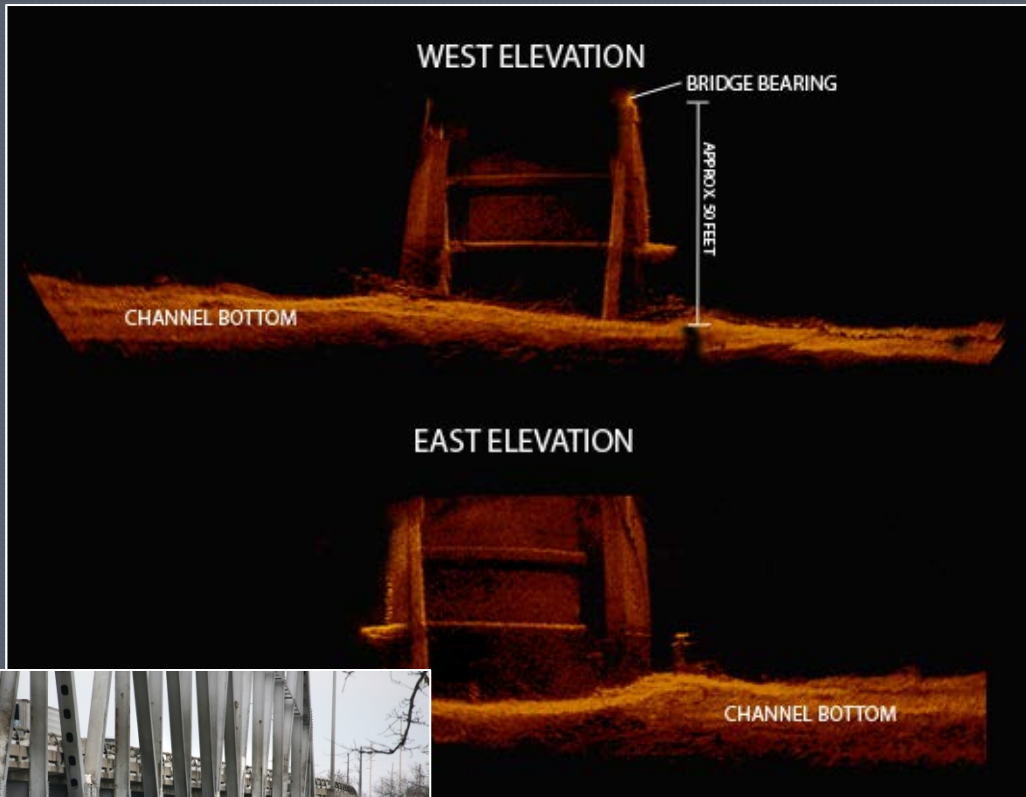 WEST ELEVATION
BRIDGE BEARING
APPROX. 50 FEET
CHANNEL BOTTOM
EAST ELEVATION
CHANNEL BOTTOM